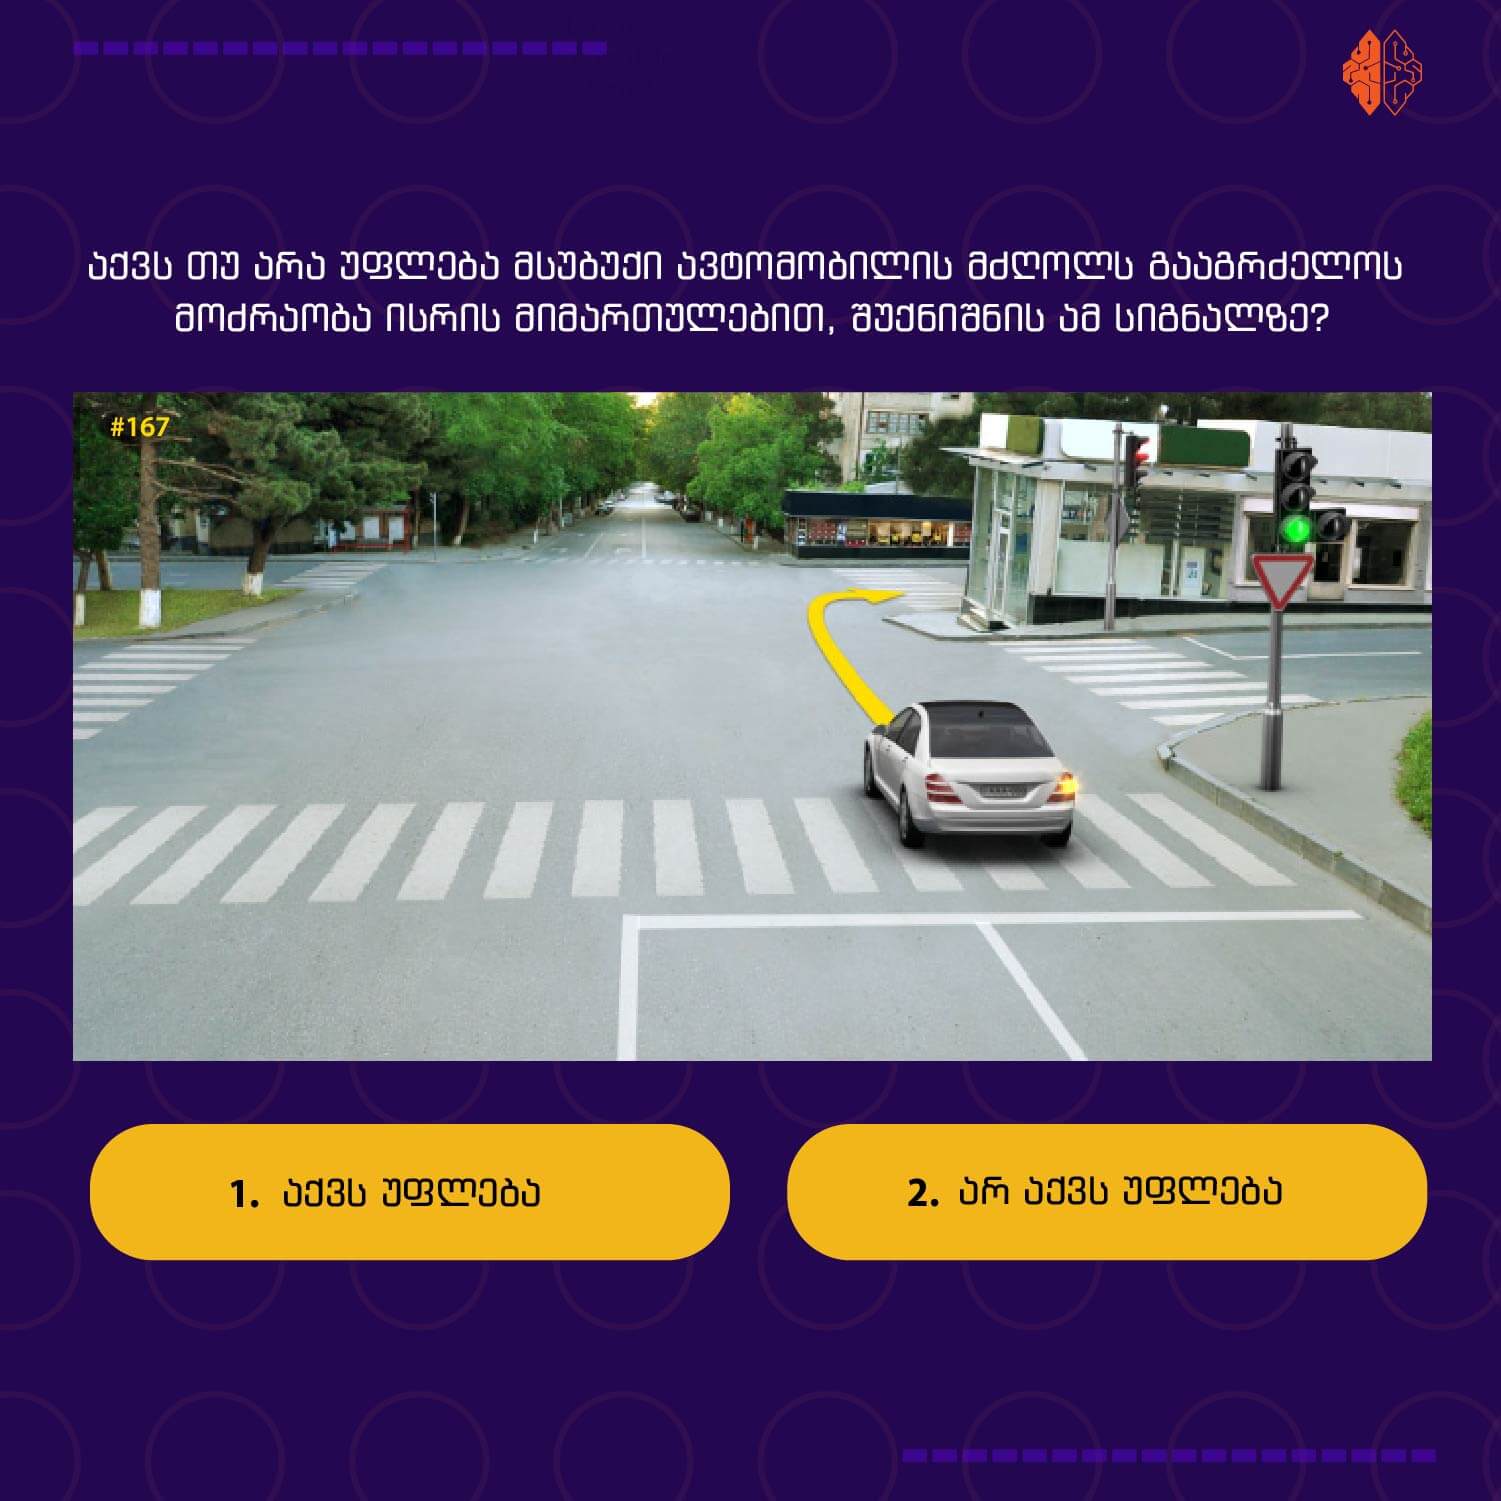 აქვს თუ არა უფლება მსუბუქი ავტომობილის მძღოლს გააგრძელოს
მოძრაობა ისრის მიმართულებით, შუქნიშნის ამ სიგნალზე?
#167
1. აქვს უფლება
2. არ აქვს უფლება